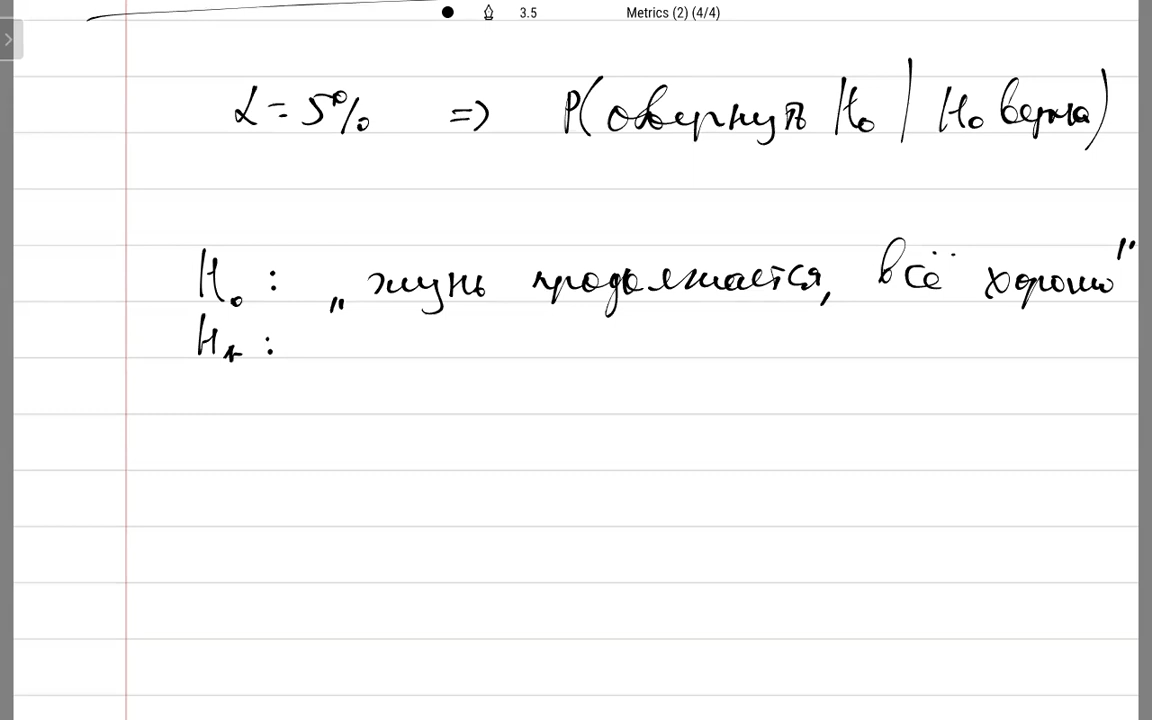 3.5 Metrics (2) (4/4)
α = 5% => P(отвергнуть H₀ | H₀ верна)
H₀ : „жизнь продолжается, всё хорошо"
H₁ :